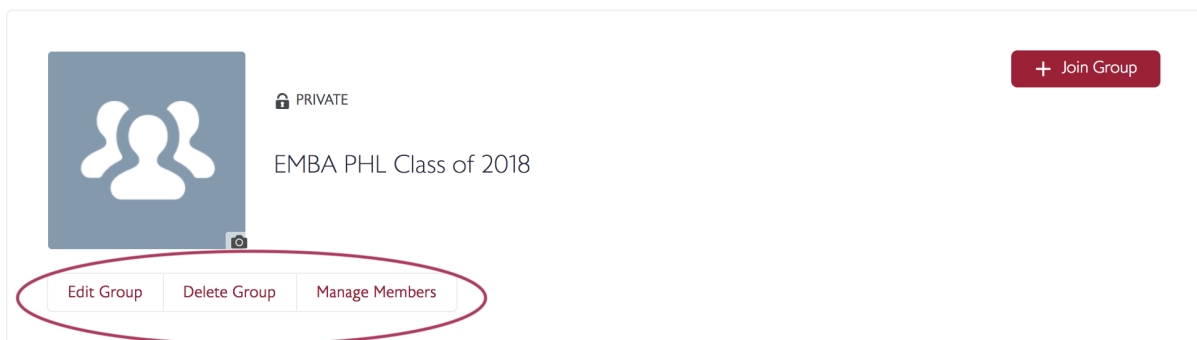 + Join Group
PRIVATE
EMBA PHL Class of 2018
Edit Group Delete Group Manage Members